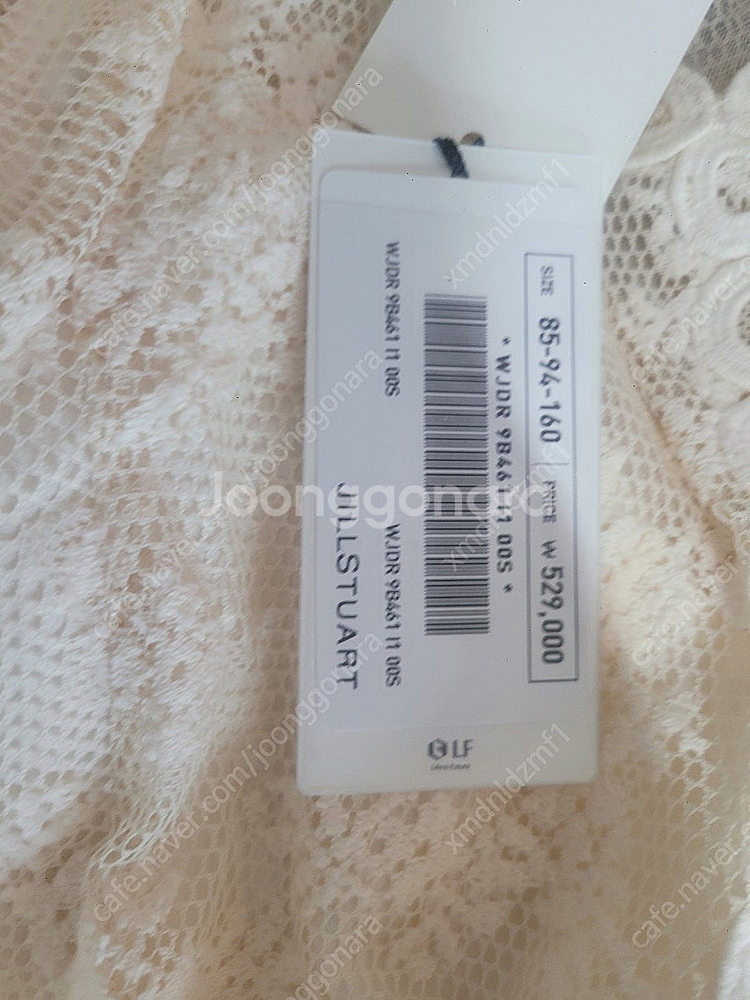 SIZE 85-94-160 PRICE ₩ 529,000
* WJDR 9B461 I1 00S *
WJDR 9B461 I1 00S WJDR 9B461 I1 00S
JILLSTUART
LF
Joonggonara
cafe.naver.com/joonggonara
xmdnldzmf1